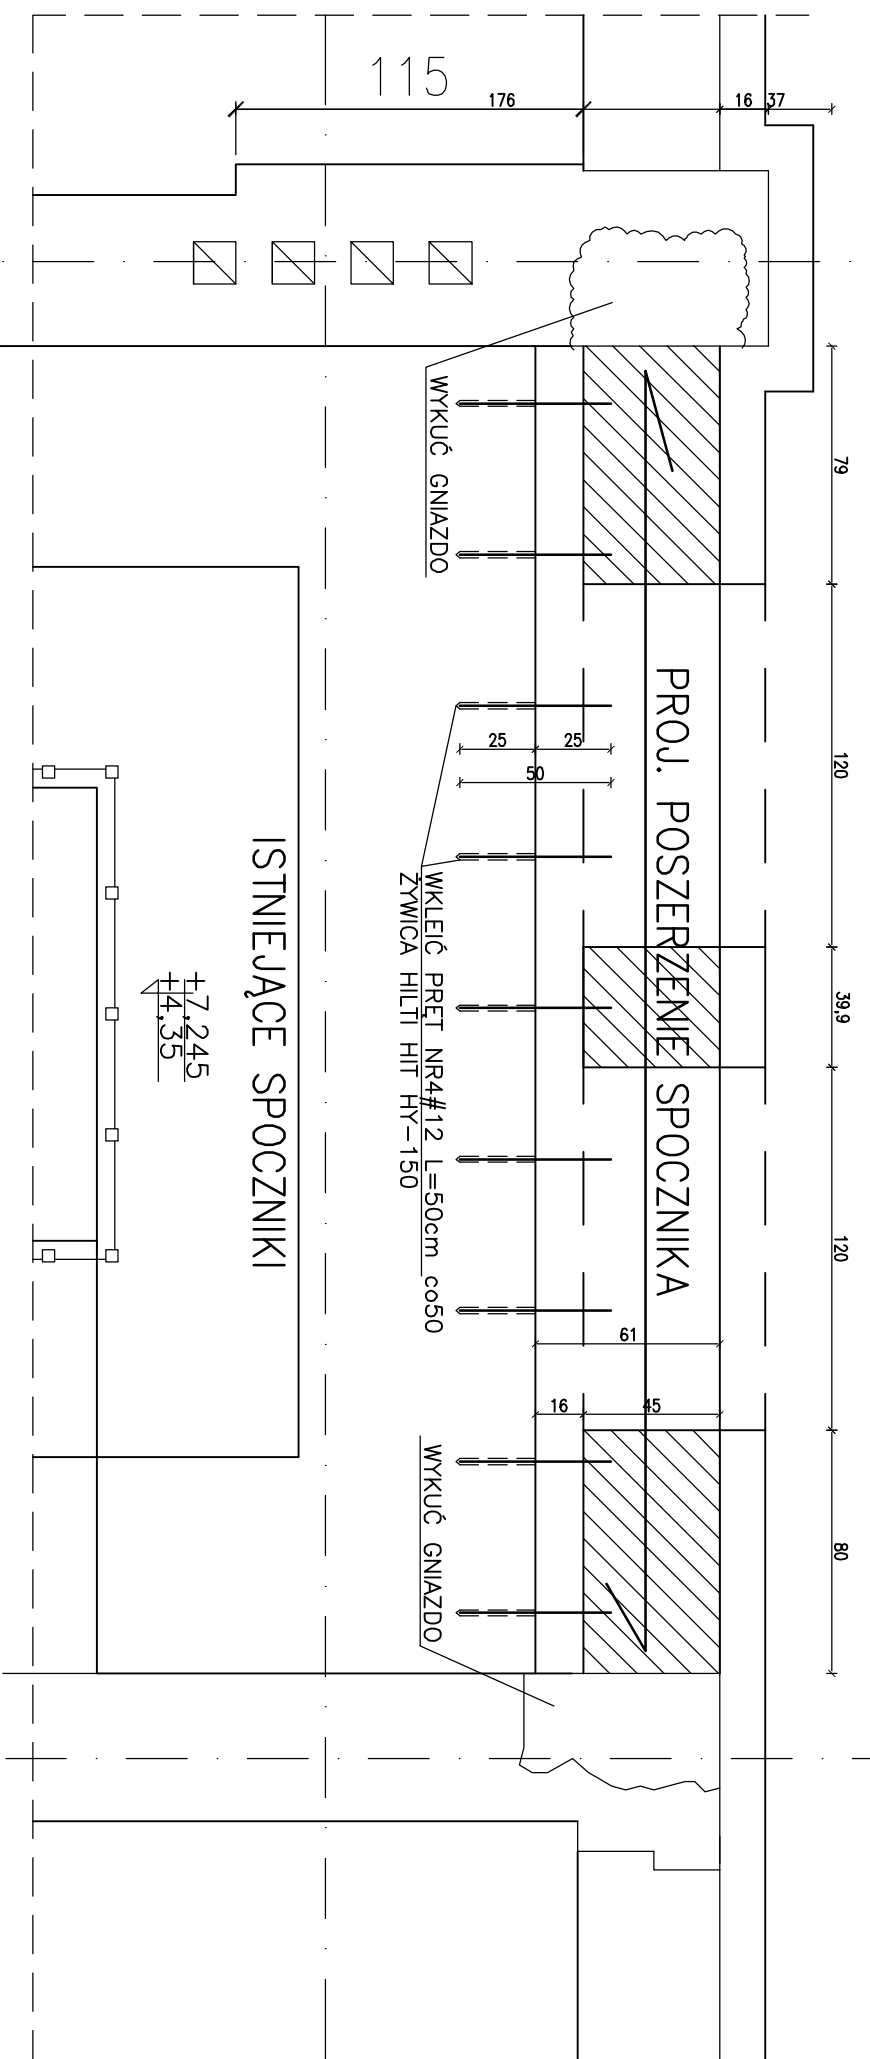 115
176
16
37
79
WYKUĆ GNIAZDO
120
PROJ. POSZERZENIE SPOCZNIKA
25
25
50
WKLEIĆ PRĘT NR4#12 L=50cm co50
ŻYWICA HILTI HIT HY-150
ISTNIEJĄCE SPOCZNIKI
+7,245
+4,35
39,9
120
61
16
45
WYKUĆ GNIAZDO
80